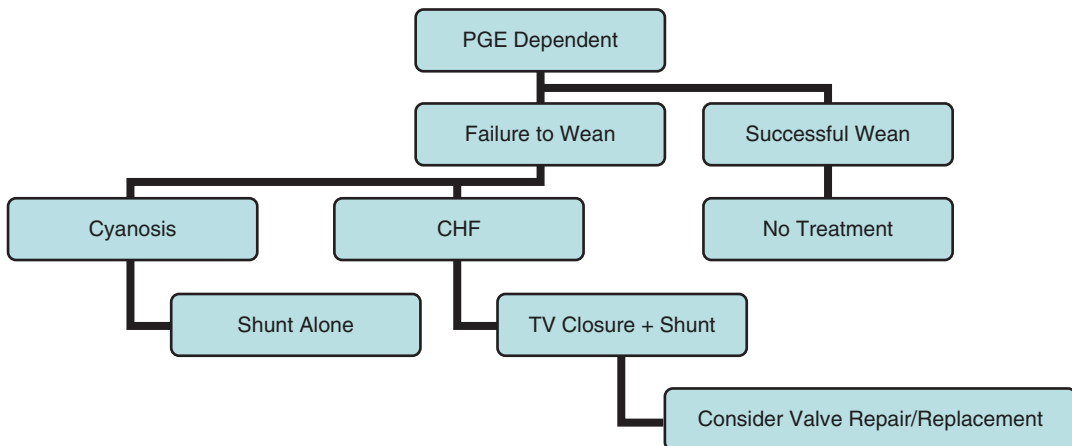 PGE Dependent
Failure to Wean
Successful Wean
Cyanosis
CHF
No Treatment
Shunt Alone
TV Closure + Shunt
Consider Valve Repair/Replacement